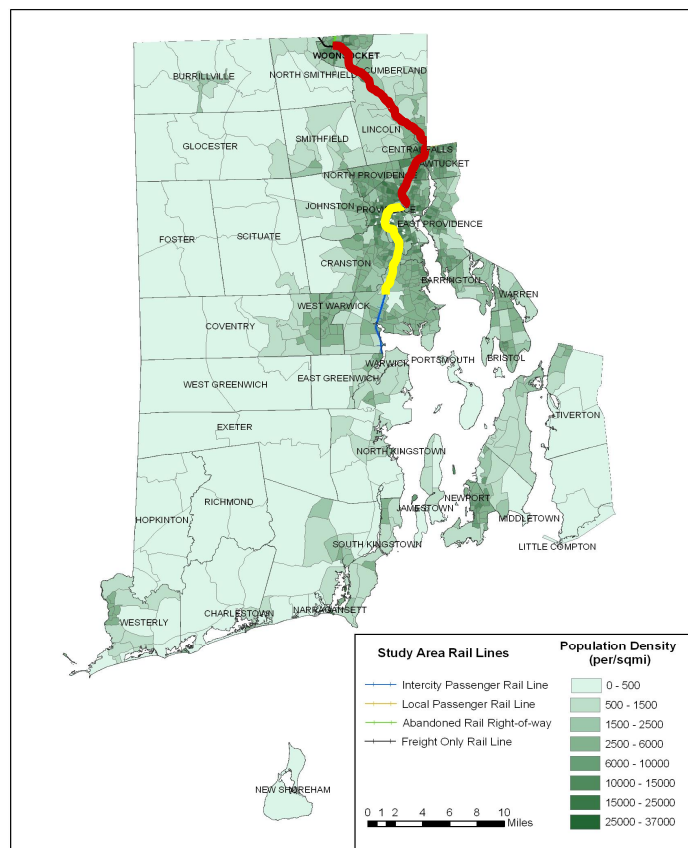 WOONSOCKET
BURRILLVILLE
NORTH SMITHFIELD
CUMBERLAND
LINCOLN
SMITHFIELD
GLOCESTER
CENTRAL FALLS
PAWTUCKET
NORTH PROVIDENCE
JOHNSTON
PROVIDENCE
EAST PROVIDENCE
FOSTER
SCITUATE
CRANSTON
BARRINGTON
WARREN
WEST WARWICK
COVENTRY
BRISTOL
PORTSMOUTH
WARWICK
EAST GREENWICH
WEST GREENWICH
TIVERTON
EXETER
NORTH KINGSTOWN
RICHMOND
NEWPORT
JAMESTOWN
HOPKINTON
MIDDLETOWN
SOUTH KINGSTOWN
LITTLE COMPTON
CHARLESTOWN
NARRAGANSETT
WESTERLY
NEW SHOREHAM
Study Area Rail Lines
Intercity Passenger Rail Line
Local Passenger Rail Line
Abandoned Rail Right-of-way
Freight Only Rail Line
0 1 2 4 6 8 10
Miles
Population Density
(per/sqmi)
0 - 500
500 - 1500
1500 - 2500
2500 - 6000
6000 - 10000
10000 - 15000
15000 - 25000
25000 - 37000